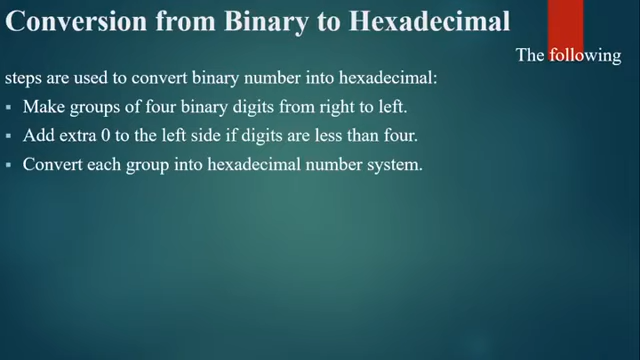 Conversion from Binary to Hexadecimal
The following
steps are used to convert binary number into hexadecimal:
▪ Make groups of four binary digits from right to left.
▪ Add extra 0 to the left side if digits are less than four.
▪ Convert each group into hexadecimal number system.